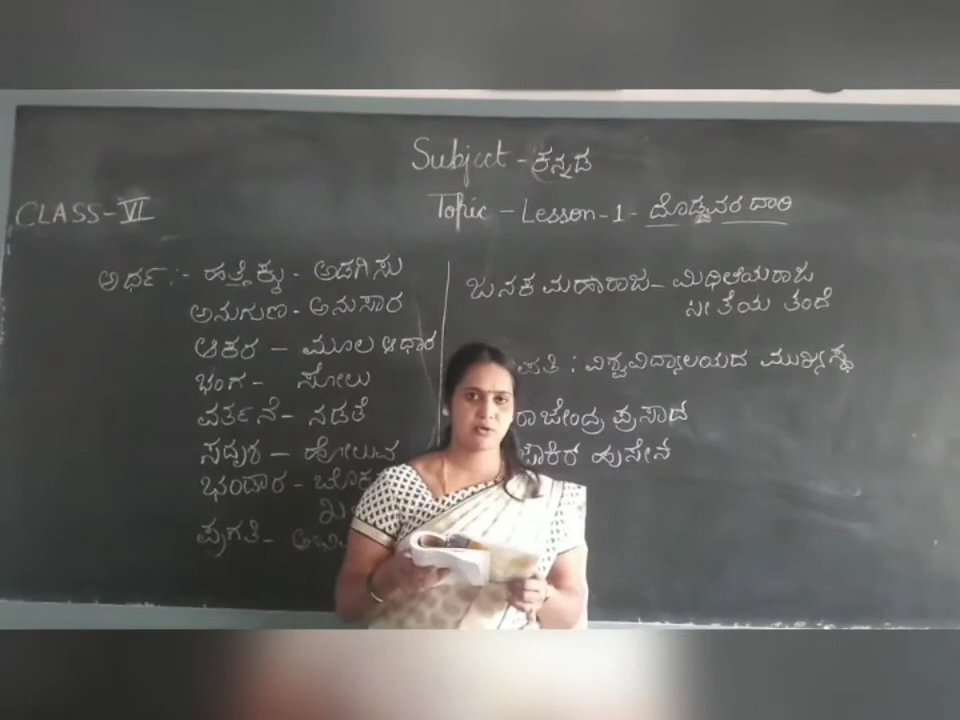 Subject - ಕನ್ನಡ
CLASS-VI
Topic - Lesson-1- ದೊಡ್ಡವರ ದಾರಿ
ಅರ್ಥ :- ಹತ್ತಿಕ್ಕು - ಅಡಗಿಸು
ಅನುಗುಣ - ಅನುಸಾರ
ಆಕರ - ಮೂಲ ಆಧಾರ
ಭಂಗ - ಸೋಲು
ವರ್ತನೆ - ನಡತೆ
ಸದೃಶ - ಹೋಲುವ
ಭಂಡಾರ -
ಪ್ರಗತಿ -
ಜನಕ ಮಹಾರಾಜ - ಮಿಥಿಲೆಯ ರಾಜ
ಸೀತೆಯ ತಂದೆ
ಪತಿ : ವಿಶ್ವವಿದ್ಯಾಲಯದ ಮುಖ್ಯಸ್ಥ
ರಾಜೇಂದ್ರ ಪ್ರಸಾದ
ಜಾಕಿರ್ ಹುಸೇನ